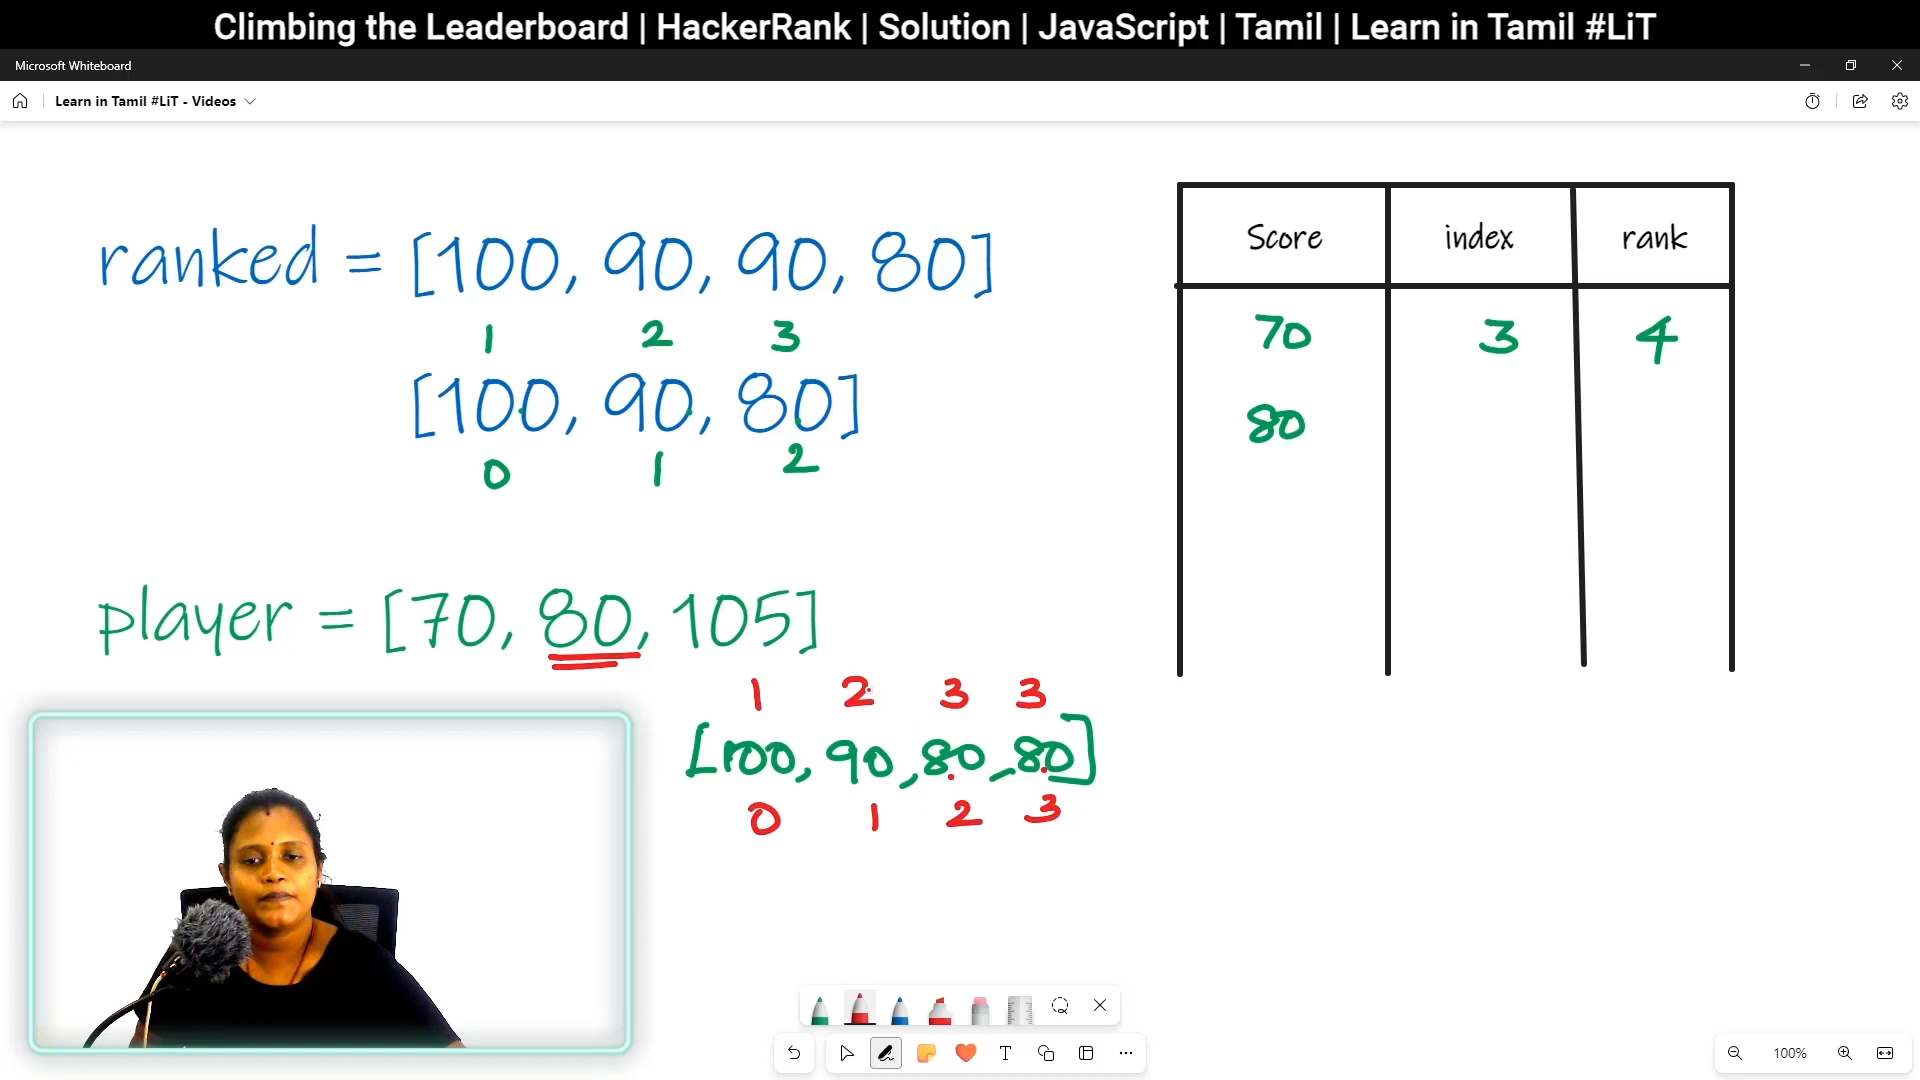 Climbing the Leaderboard | HackerRank | Solution | JavaScript | Tamil | Learn in Tamil #LiT
Microsoft Whiteboard
Learn in Tamil #LiT - Videos
ranked = [100, 90, 90, 80]
1 2 3
[100, 90, 80]
0 1 2
player = [70, 80, 105]
1 2 3 3
[100, 90, 80, 80]
0 1 2 3
Score index rank
70 3 4
80
T
100%